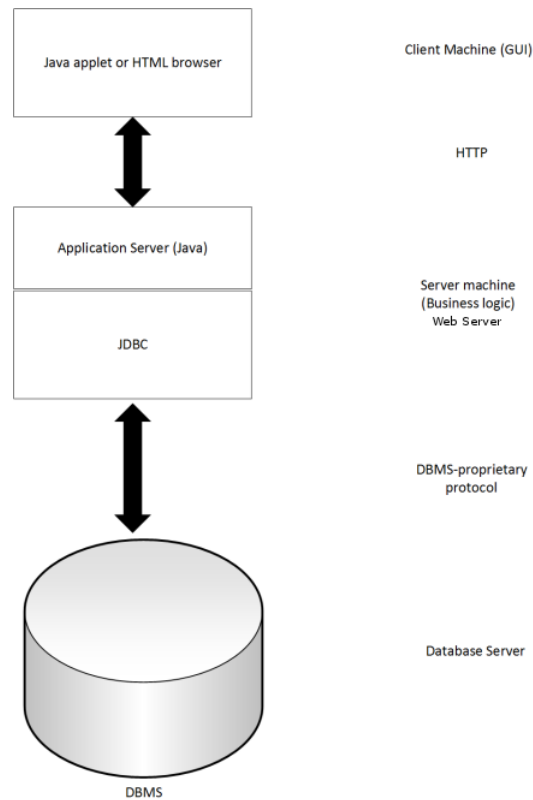 Java applet or HTML browser
Client Machine (GUI)
HTTP
Application Server (Java)
Server machine
(Business logic)
Web Server
JDBC
DBMS-proprietary
protocol
Database Server
DBMS